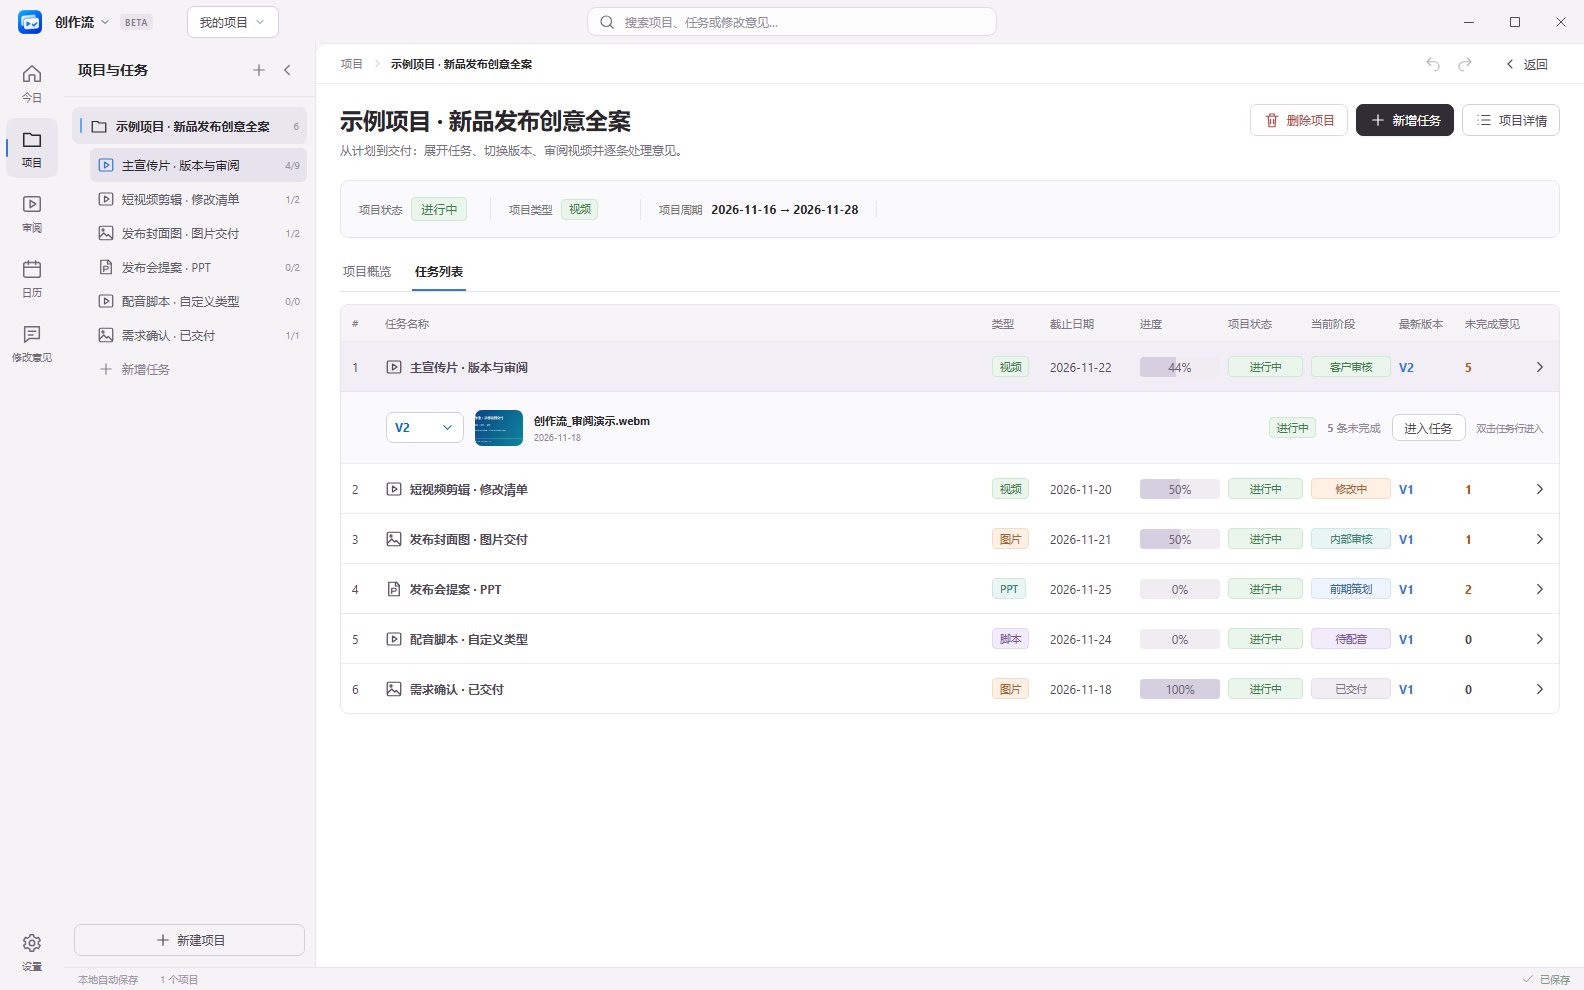 创作流 BETA 我的项目 搜索项目、任务或修改意见...
今日
项目
审阅
日历
修改意见
设置
项目与任务
示例项目 · 新品发布创意全案 6
主宣传片 · 版本与审阅 4/9
短视频剪辑 · 修改清单 1/2
发布封面图 · 图片交付 1/2
发布会提案 · PPT 0/2
配音脚本 · 自定义类型 0/0
需求确认 · 已交付 1/1
新增任务
新建项目
项目 示例项目 · 新品发布创意全案 返回
示例项目 · 新品发布创意全案 删除项目 新增任务 项目详情
从计划到交付：展开任务、切换版本、审阅视频并逐条处理意见。
项目状态 进行中 项目类型 视频 项目周期 2026-11-16 → 2026-11-28
项目概览 任务列表
# 任务名称 类型 截止日期 进度 项目状态 当前阶段 最新版本 未完成意见
1 主宣传片 · 版本与审阅 视频 2026-11-22 44% 进行中 客户审核 V2 5
V2 创作流_审阅演示.webm 进行中 5 条未完成 进入任务 双击任务行进入
2026-11-18
2 短视频剪辑 · 修改清单 视频 2026-11-20 50% 进行中 修改中 V1 1
3 发布封面图 · 图片交付 图片 2026-11-21 50% 进行中 内部审核 V1 1
4 发布会提案 · PPT PPT 2026-11-25 0% 进行中 前期策划 V1 2
5 配音脚本 · 自定义类型 脚本 2026-11-24 0% 进行中 待配音 V1 0
6 需求确认 · 已交付 图片 2026-11-18 100% 进行中 已交付 V1 0
本地自动保存 1 个项目 已保存